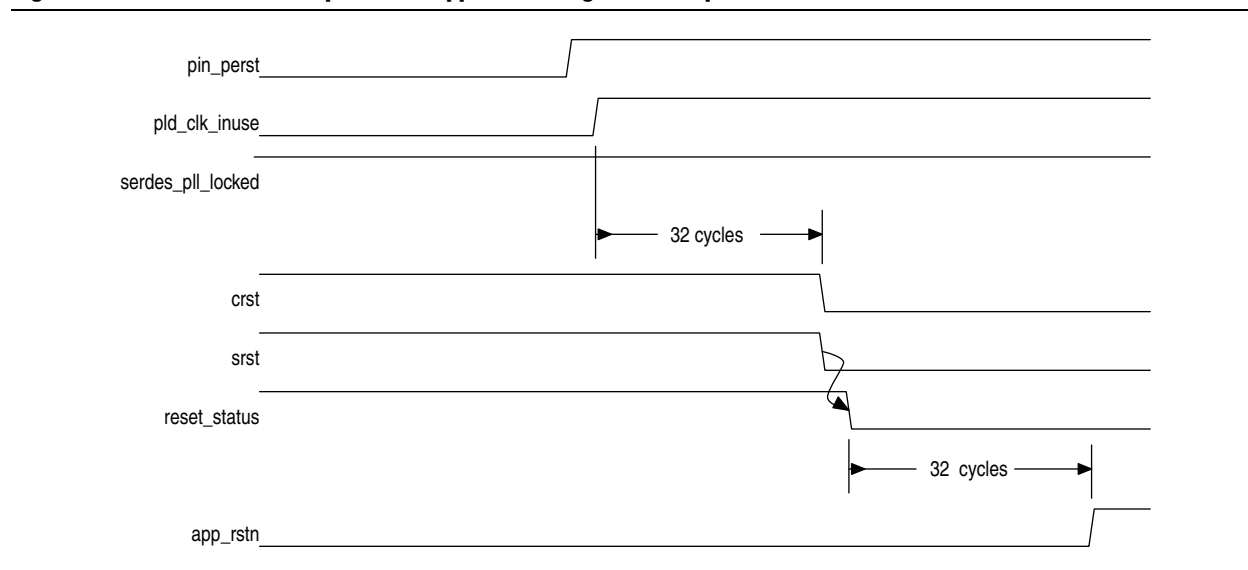 pin_perst
pld_clk_inuse
serdes_pll_locked
32 cycles
crst
srst
reset_status
32 cycles
app_rstn